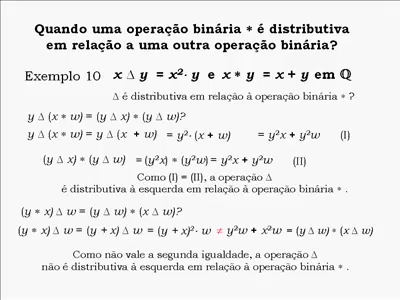 Quando uma operação binária * é distributiva
em relação a uma outra operação binária?
Exemplo 10 x Δ y = x²· y e x * y = x + y em ℚ
Δ é distributiva em relação à operação binária * ?
y Δ (x * w) = (y Δ x) * (y Δ w)?
y Δ (x * w) = y Δ (x + w) = y²· (x + w) = y²x + y²w (I)
(y Δ x) * (y Δ w) = (y²x) * (y²w) = y²x + y²w (II)
Como (I) = (II), a operação Δ
é distributiva à esquerda em relação à operação binária * .
(y * x) Δ w = (y Δ w) * (x Δ w)?
(y * x) Δ w = (y + x) Δ w = (y + x)²· w ≠ y²w + x²w = (y Δ w) * (x Δ w)
Como não vale a segunda igualdade, a operação Δ
não é distributiva à esquerda em relação à operação binária * .